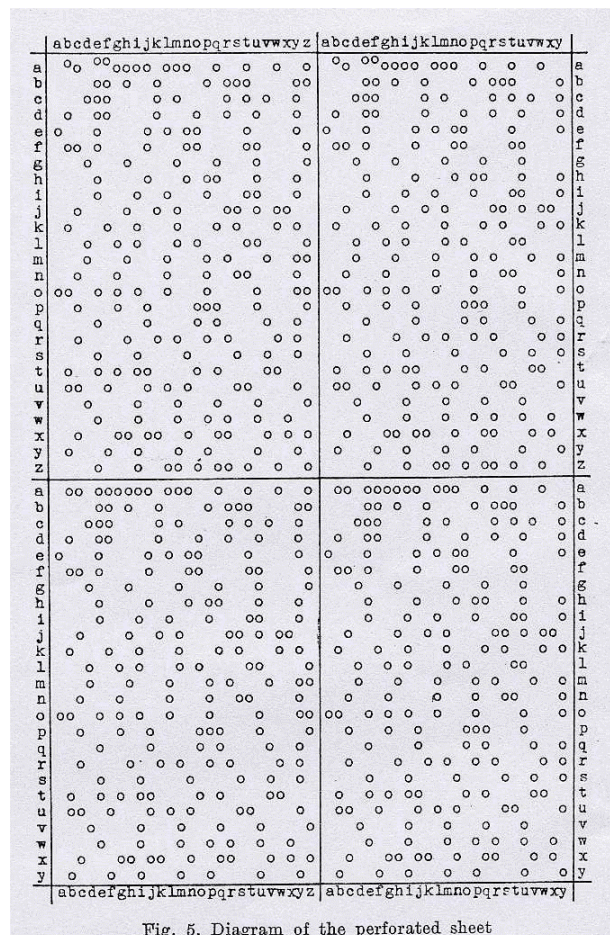 abcdefghijklmnopqrstuvwxyz abcdefghijklmnopqrstuvwxy
a a
b b
c c
d d
e e
f f
g g
h h
i i
j j
k k
l l
m m
n n
o o
p p
q q
r r
s s
t t
u u
v v
w w
x x
y y
z z
a a
b b
c c
d d
e e
f f
g g
h h
i i
j j
k k
l l
m m
n n
o o
p p
q q
r r
s s
t t
u u
v v
w w
x x
y y
abcdefghijklmnopqrstuvwxyz abcdefghijklmnopqrstuvwxy
Fig. 5. Diagram of the perforated sheet